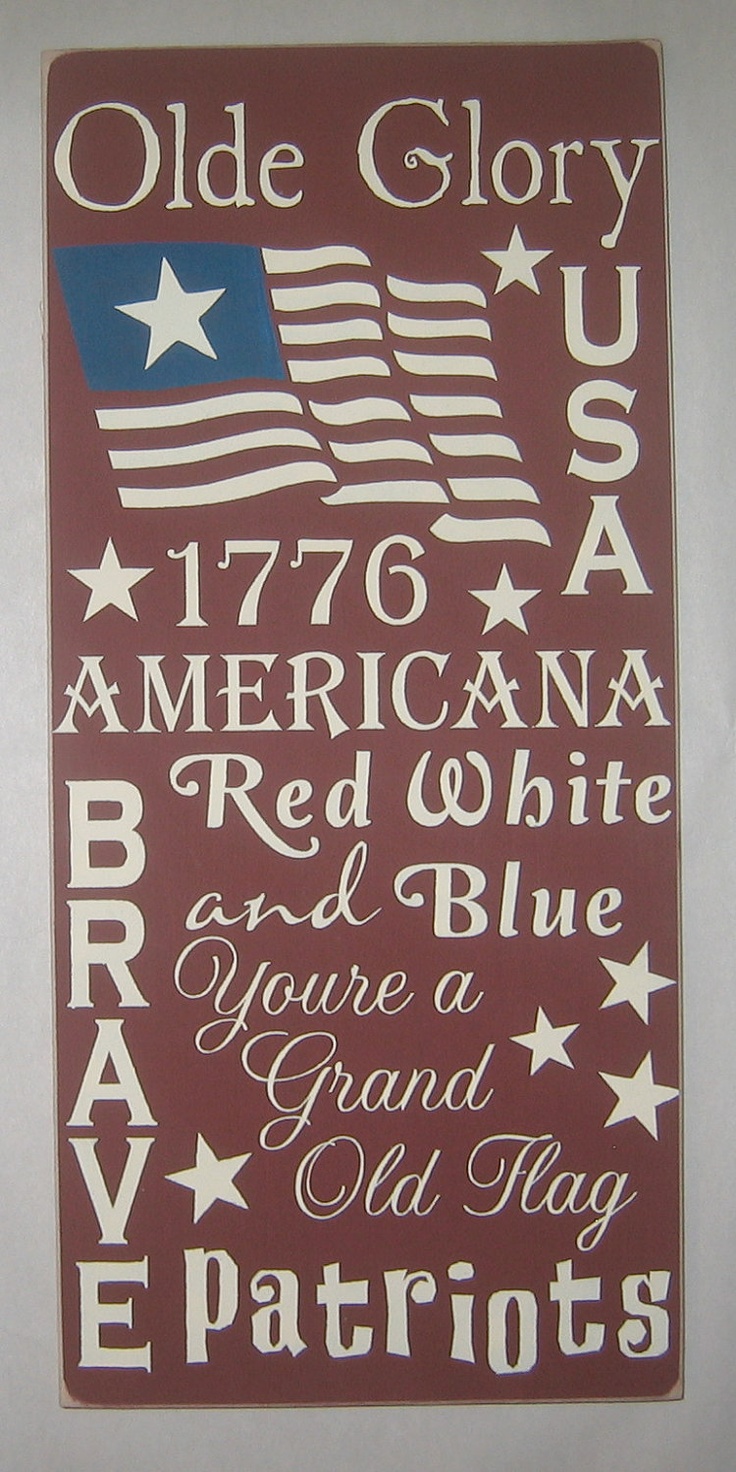 Olde Glory
USA
1776
AMERICANA
BRAVE
Red White
and Blue
Youre a
Grand
Old Flag
Patriots